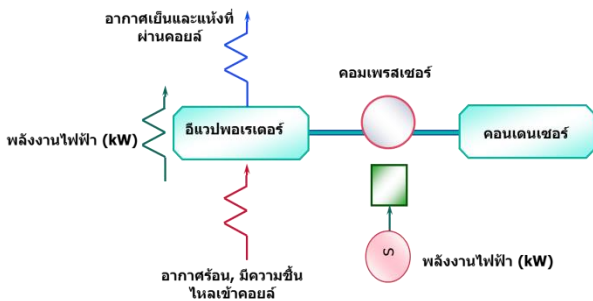 อากาศเย็นและแห้งที่
ผ่านคอยล์
คอมเพรสเซอร์
พลังงานไฟฟ้า (kW)
อีแวปพอเรเตอร์
คอนเดนเซอร์
S
พลังงานไฟฟ้า (kW)
อากาศร้อน, มีความชื้น
ไหลเข้าคอยล์